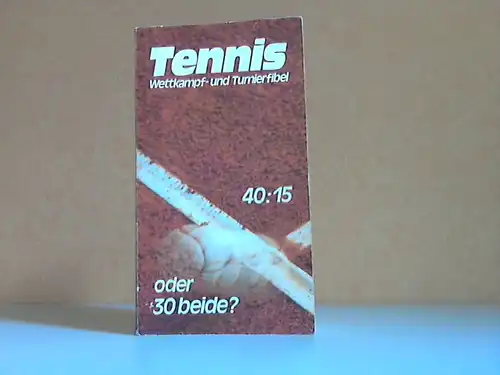 Tennis
Wettkampf- und Turnierfibel
40:15
oder
30 beide?